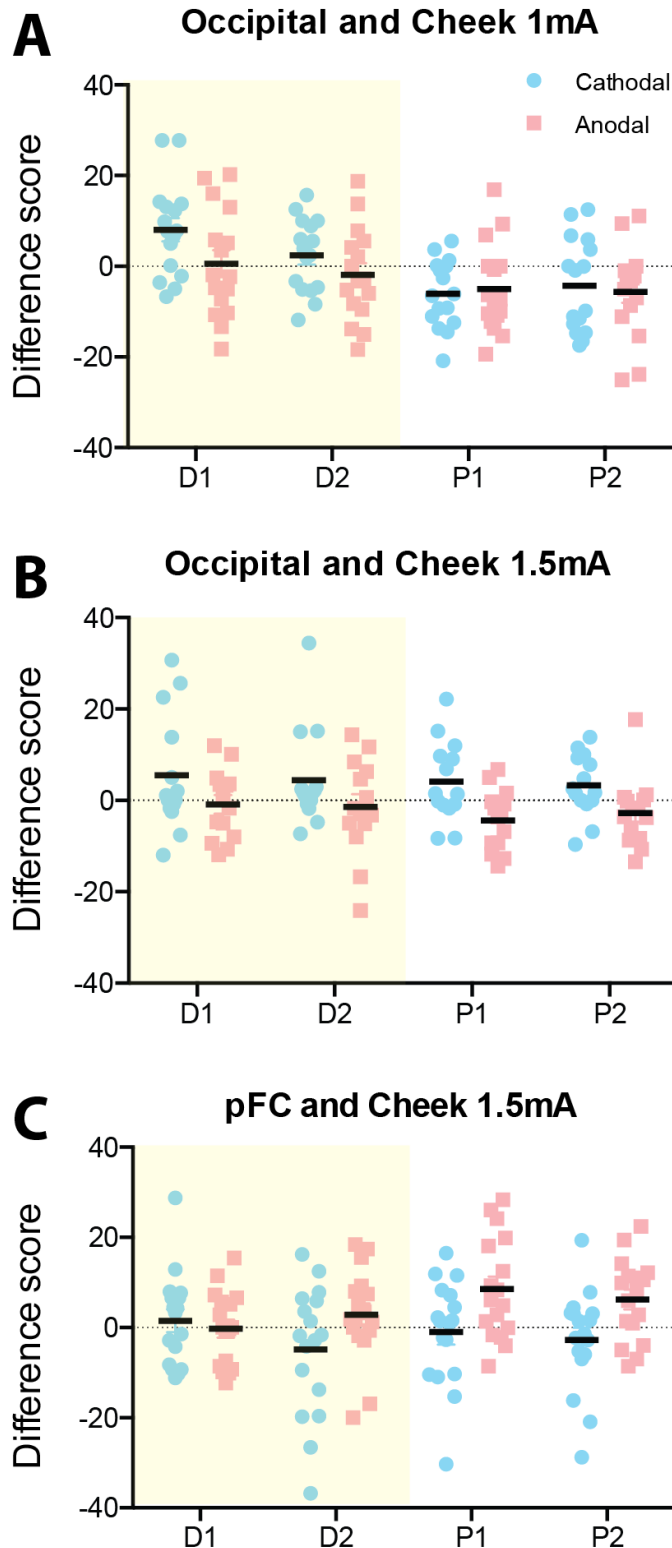 A
Occipital and Cheek 1mA
Cathodal
Anodal
Difference score
40
20
0
-20
-40
D1 D2 P1 P2
B
Occipital and Cheek 1.5mA
Difference score
40
20
0
-20
-40
D1 D2 P1 P2
C
pFC and Cheek 1.5mA
Difference score
40
20
0
-20
-40
D1 D2 P1 P2